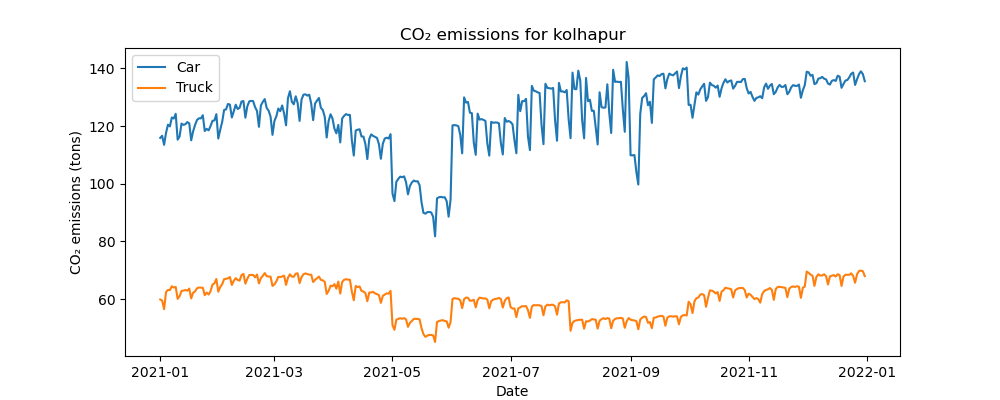 CO₂ emissions for kolhapur
Car
Truck
CO₂ emissions (tons)
140
120
100
80
60
2021-01
2021-03
2021-05
2021-07
2021-09
2021-11
2022-01
Date